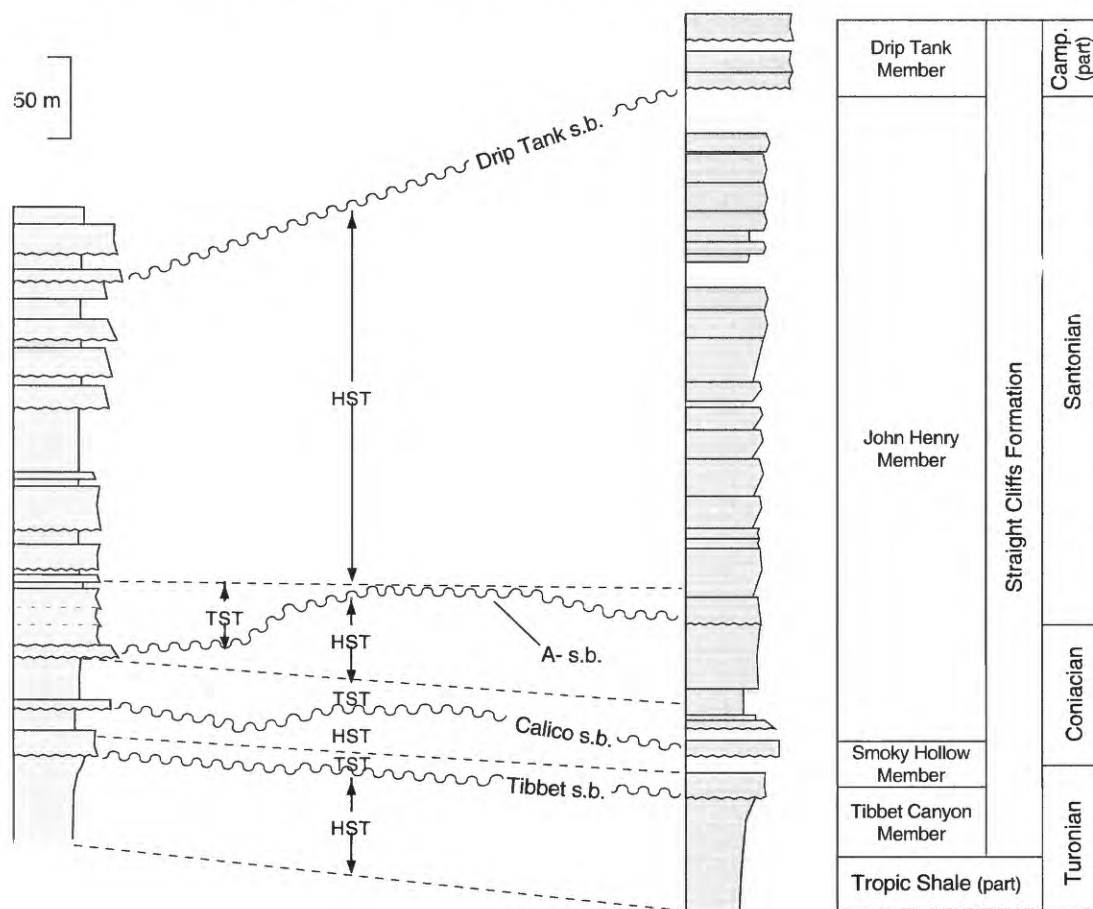 50 m
Drip Tank s.b.
HST
TST
HST
A- s.b.
TST
Calico s.b.
HST
TST
Tibbet s.b.
HST
Drip Tank
Member
John Henry
Member
Smoky Hollow
Member
Tibbet Canyon
Member
Tropic Shale (part)
Straight Cliffs Formation
Camp.
(part)
Santonian
Coniacian
Turonian